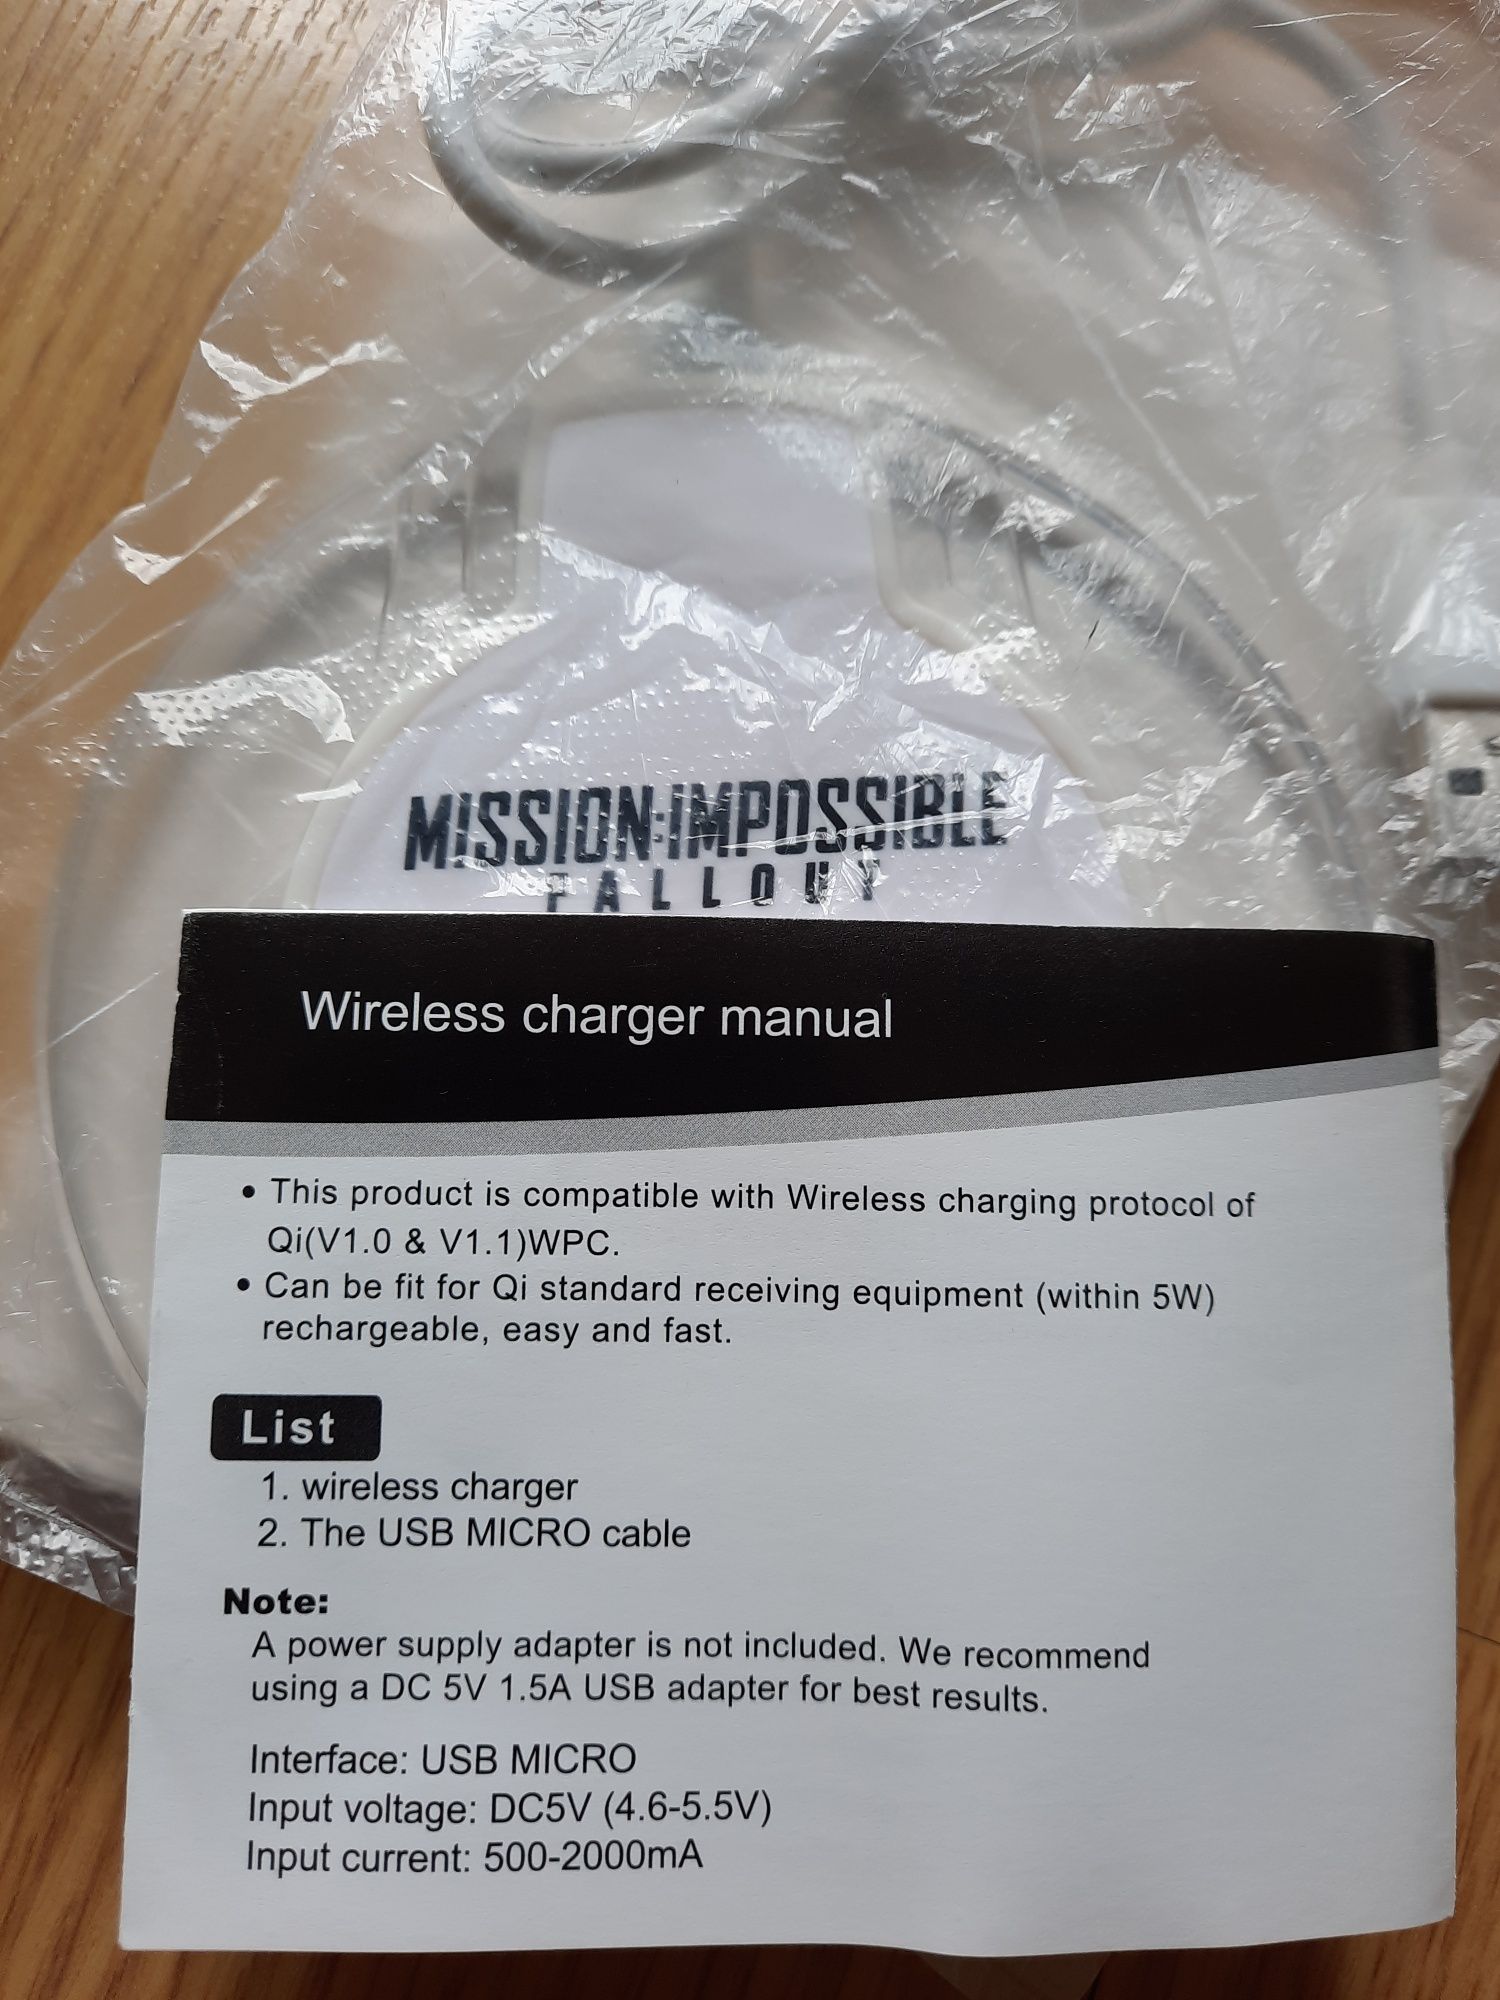 MISSION:IMPOSSIBLE
FALLOUT
Wireless charger manual
• This product is compatible with Wireless charging protocol of
Qi(V1.0 & V1.1)WPC.
• Can be fit for Qi standard receiving equipment (within 5W)
rechargeable, easy and fast.
List
1. wireless charger
2. The USB MICRO cable
Note:
A power supply adapter is not included. We recommend
using a DC 5V 1.5A USB adapter for best results.
Interface: USB MICRO
Input voltage: DC5V (4.6-5.5V)
Input current: 500-2000mA